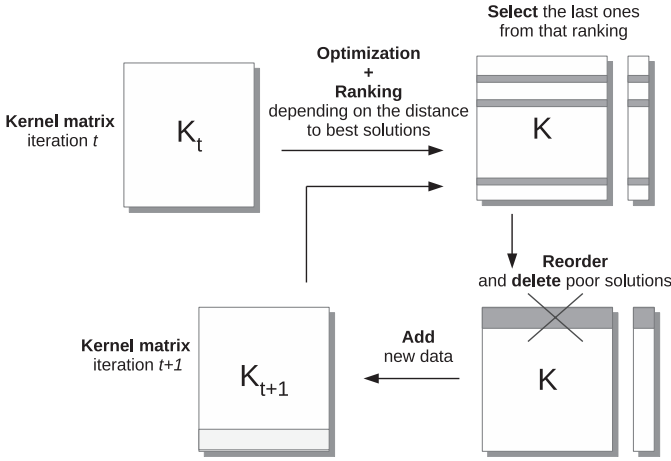 Select the last ones
from that ranking
Optimization
+
Ranking
depending on the distance
to best solutions
Kernel matrix
iteration t
K_t
K
Reorder
and delete poor solutions
Add
new data
Kernel matrix
iteration t+1
K_{t+1}
K